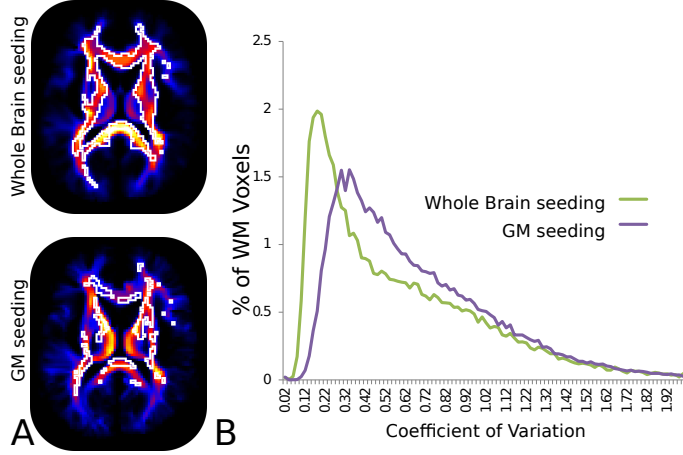 Whole Brain seeding
GM seeding
A
B
% of WM Voxels
2.5
2
1.5
1
0.5
0
Whole Brain seeding
GM seeding
0.02 0.12 0.22 0.32 0.42 0.52 0.62 0.72 0.82 0.92 1.02 1.12 1.22 1.32 1.42 1.52 1.62 1.72 1.82 1.92
Coefficient of Variation